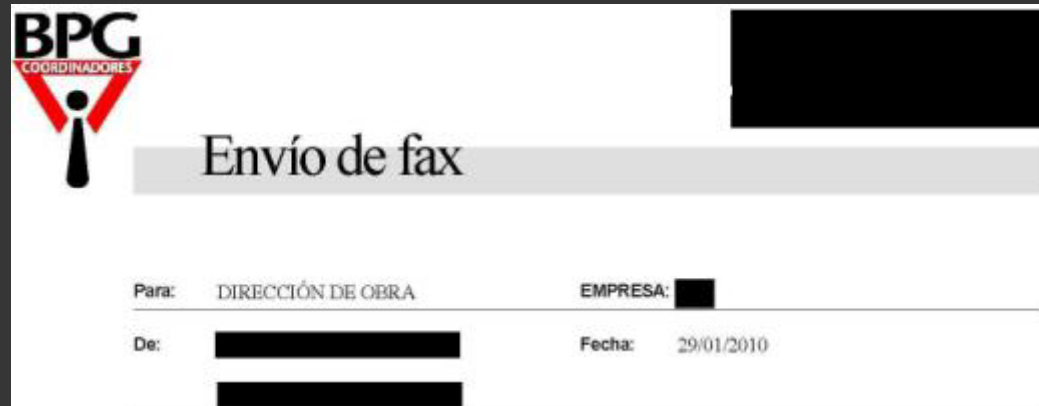 BPG
COORDINADORES
Envío de fax
Para: DIRECCIÓN DE OBRA EMPRESA:
De: Fecha: 29/01/2010